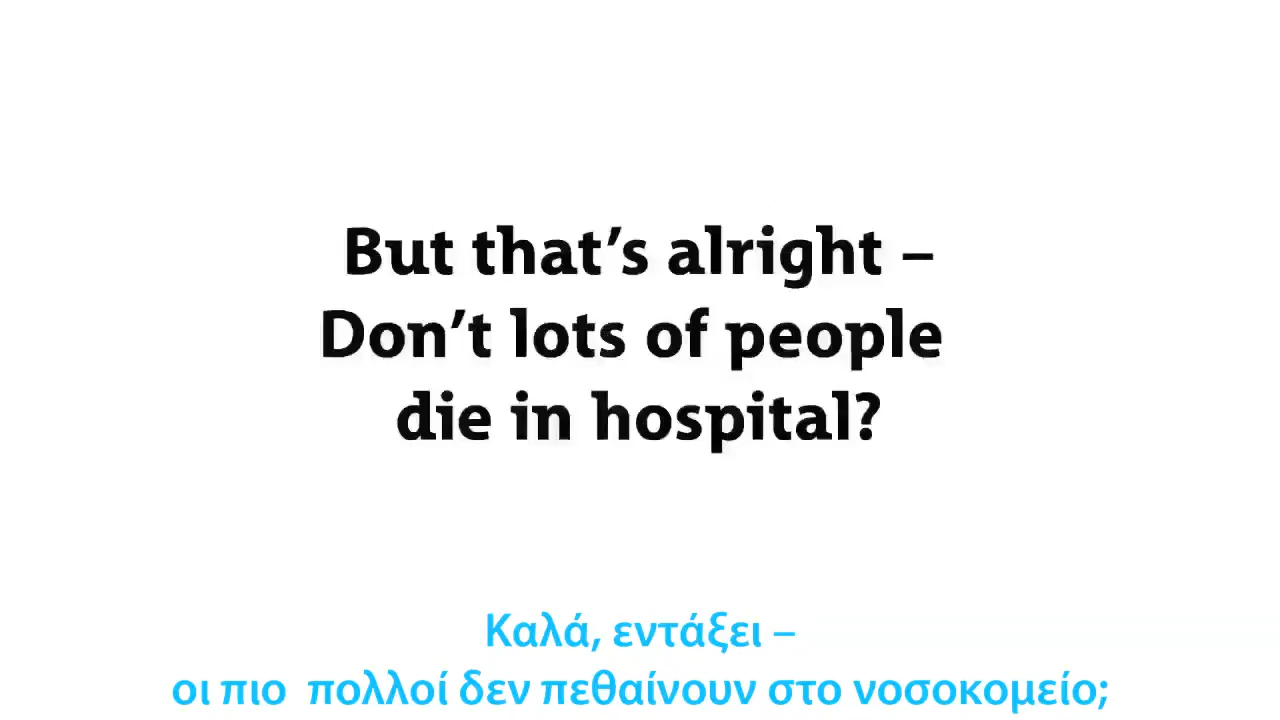 But that’s alright –
Don’t lots of people
die in hospital?
Καλά, εντάξει –
οι πιο  πολλοί δεν πεθαίνουν στο νοσοκομείο;